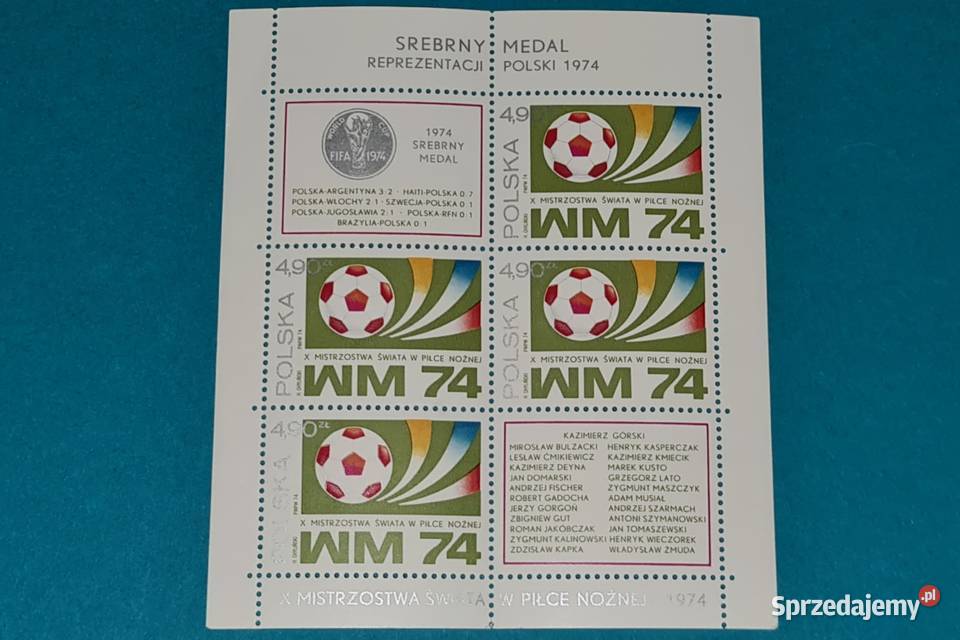 SREBRNY MEDAL
REPREZENTACJI POLSKI 1974
WORLD CUP
FIFA 1974
1974
SREBRNY
MEDAL
POLSKA-ARGENTYNA 3:2 · HAITI-POLSKA 0:7
POLSKA-WŁOCHY 2:1 · SZWECJA-POLSKA 0:1
POLSKA-JUGOSŁAWIA 2:1 · POLSKA-RFN 0:1
BRAZYLIA-POLSKA 0:1
4,90 ZŁ
POLSKA
X MISTRZOSTWA ŚWIATA W PIŁCE NOŻNEJ
WM 74
4,90 ZŁ
POLSKA
X MISTRZOSTWA ŚWIATA W PIŁCE NOŻNEJ
WM 74
4,90 ZŁ
POLSKA
X MISTRZOSTWA ŚWIATA W PIŁCE NOŻNEJ
WM 74
4,90 ZŁ
POLSKA
X MISTRZOSTWA ŚWIATA W PIŁCE NOŻNEJ
WM 74
KAZIMIERZ GÓRSKI
MIROSŁAW BULZACKI HENRYK KASPERCZAK
LESŁAW ĆMIKIEWICZ KAZIMIERZ KMIECIK
KAZIMIERZ DEYNA MAREK KUSTO
JAN DOMARSKI GRZEGORZ LATO
ANDRZEJ FISCHER ZYGMUNT MASZCZYK
ROBERT GADOCHA ADAM MUSIAŁ
JERZY GORGOŃ ANDRZEJ SZARMACH
ZBIGNIEW GUT ANTONI SZYMANOWSKI
ROMAN JAKÓBCZAK JAN TOMASZEWSKI
ZYGMUNT KALINOWSKI HENRYK WIECZOREK
ZDZISŁAW KAPKA WŁADYSŁAW ŻMUDA
X MISTRZOSTWA ŚWIATA W PIŁCE NOŻNEJ 1974
Sprzedajemy.pl